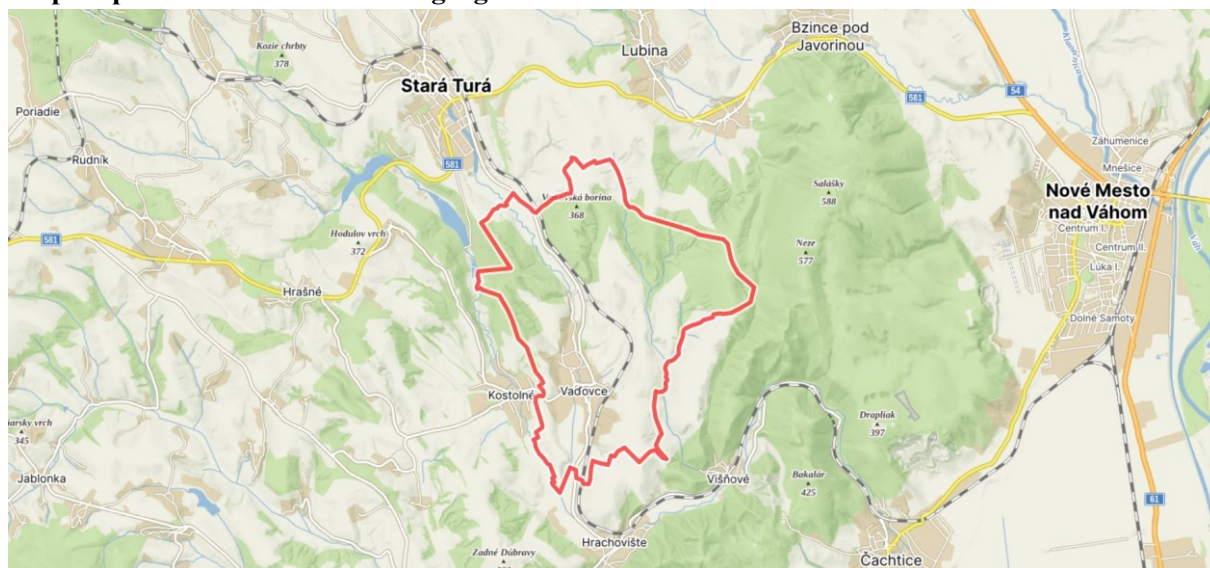 Bzince pod
Javorinou
Kozie chrbty
378
Lubina
Stará Turá
581
54
Poriadie
Záhumenice
Mnešice
Rudník
581
Salášky
588
Nové Mesto
nad Váhom
368
Váh
Centrum I.
581
Hodulov vrch
372
Neze
577
Centrum II.
Luka I.
Hrašné
Dolné Samoty
Kostolné
Vaďovce
Drapliak
397
345
Jablonka
Višňové
Bakalár
425
61
Hrachovište
Zadné Dúbravy
Čachtice